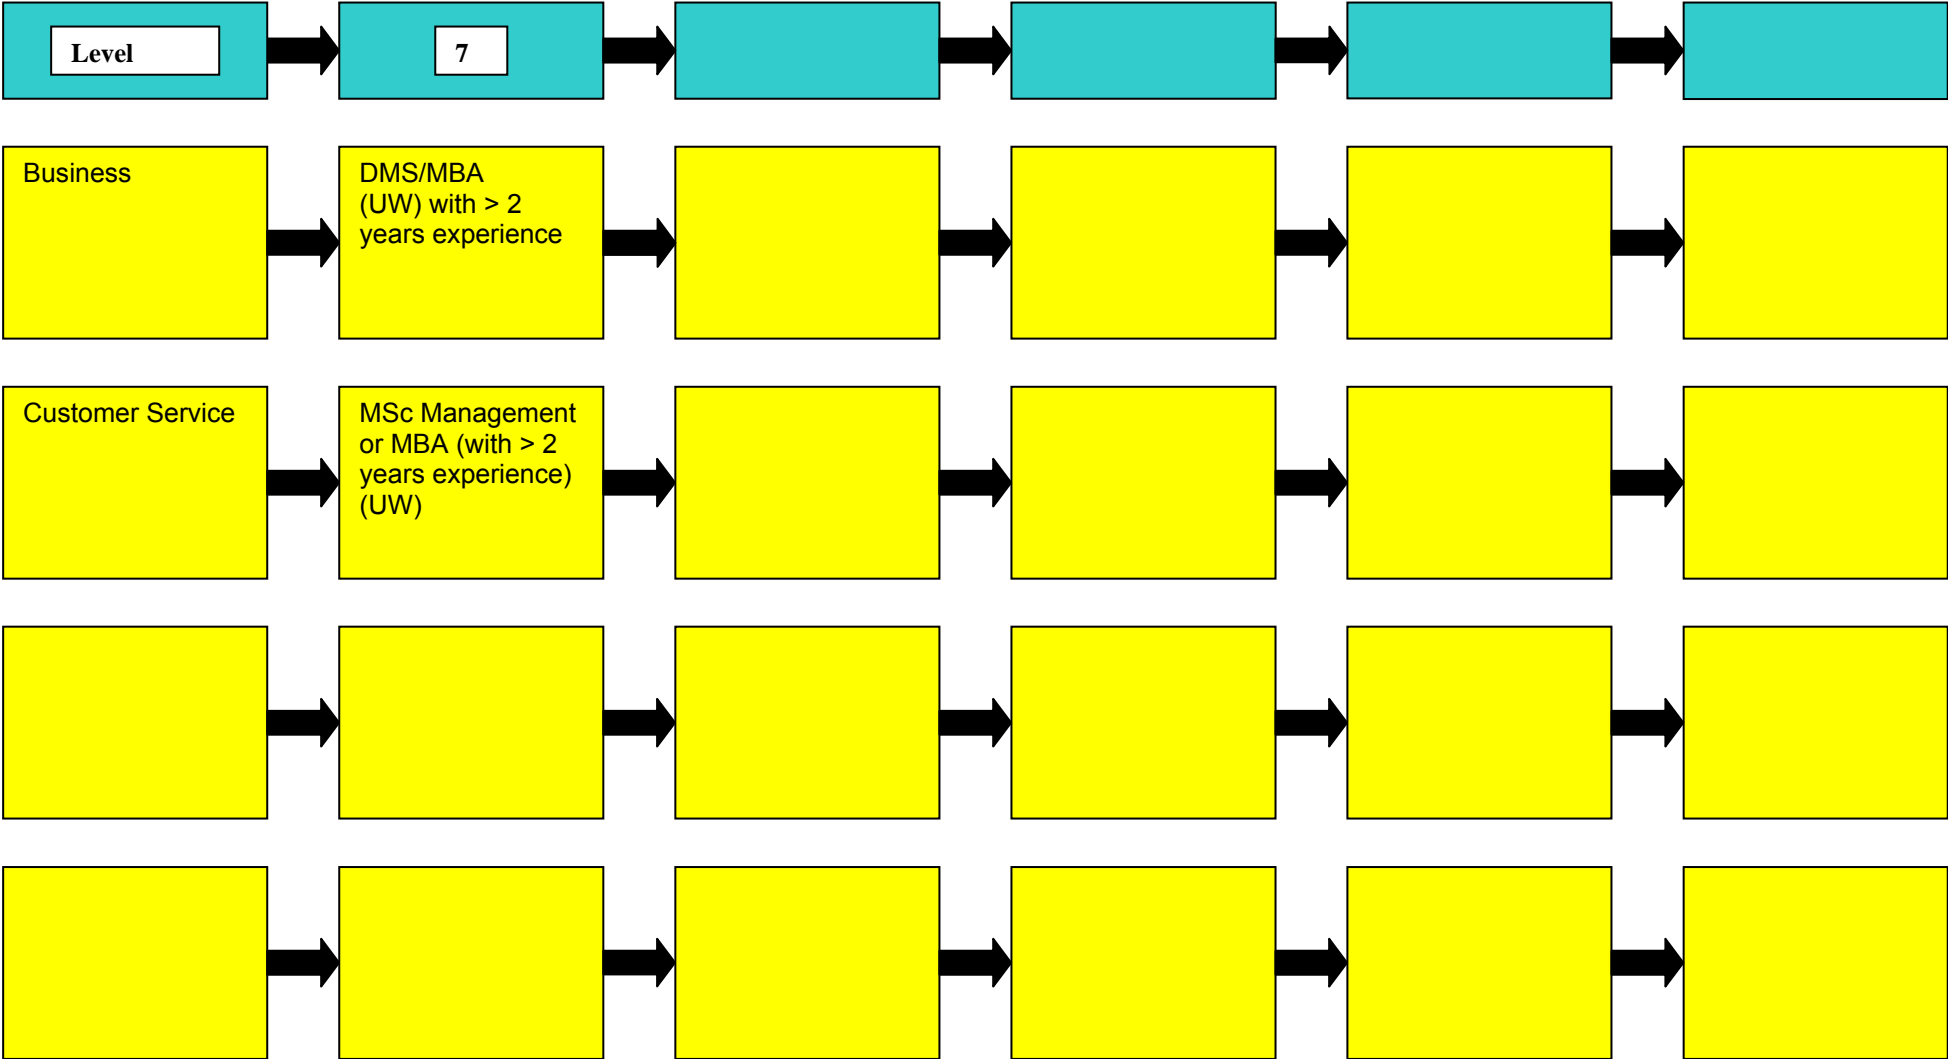 Level
7
Business
DMS/MBA
(UW) with > 2
years experience
Customer Service
MSc Management
or MBA (with > 2
years experience)
(UW)